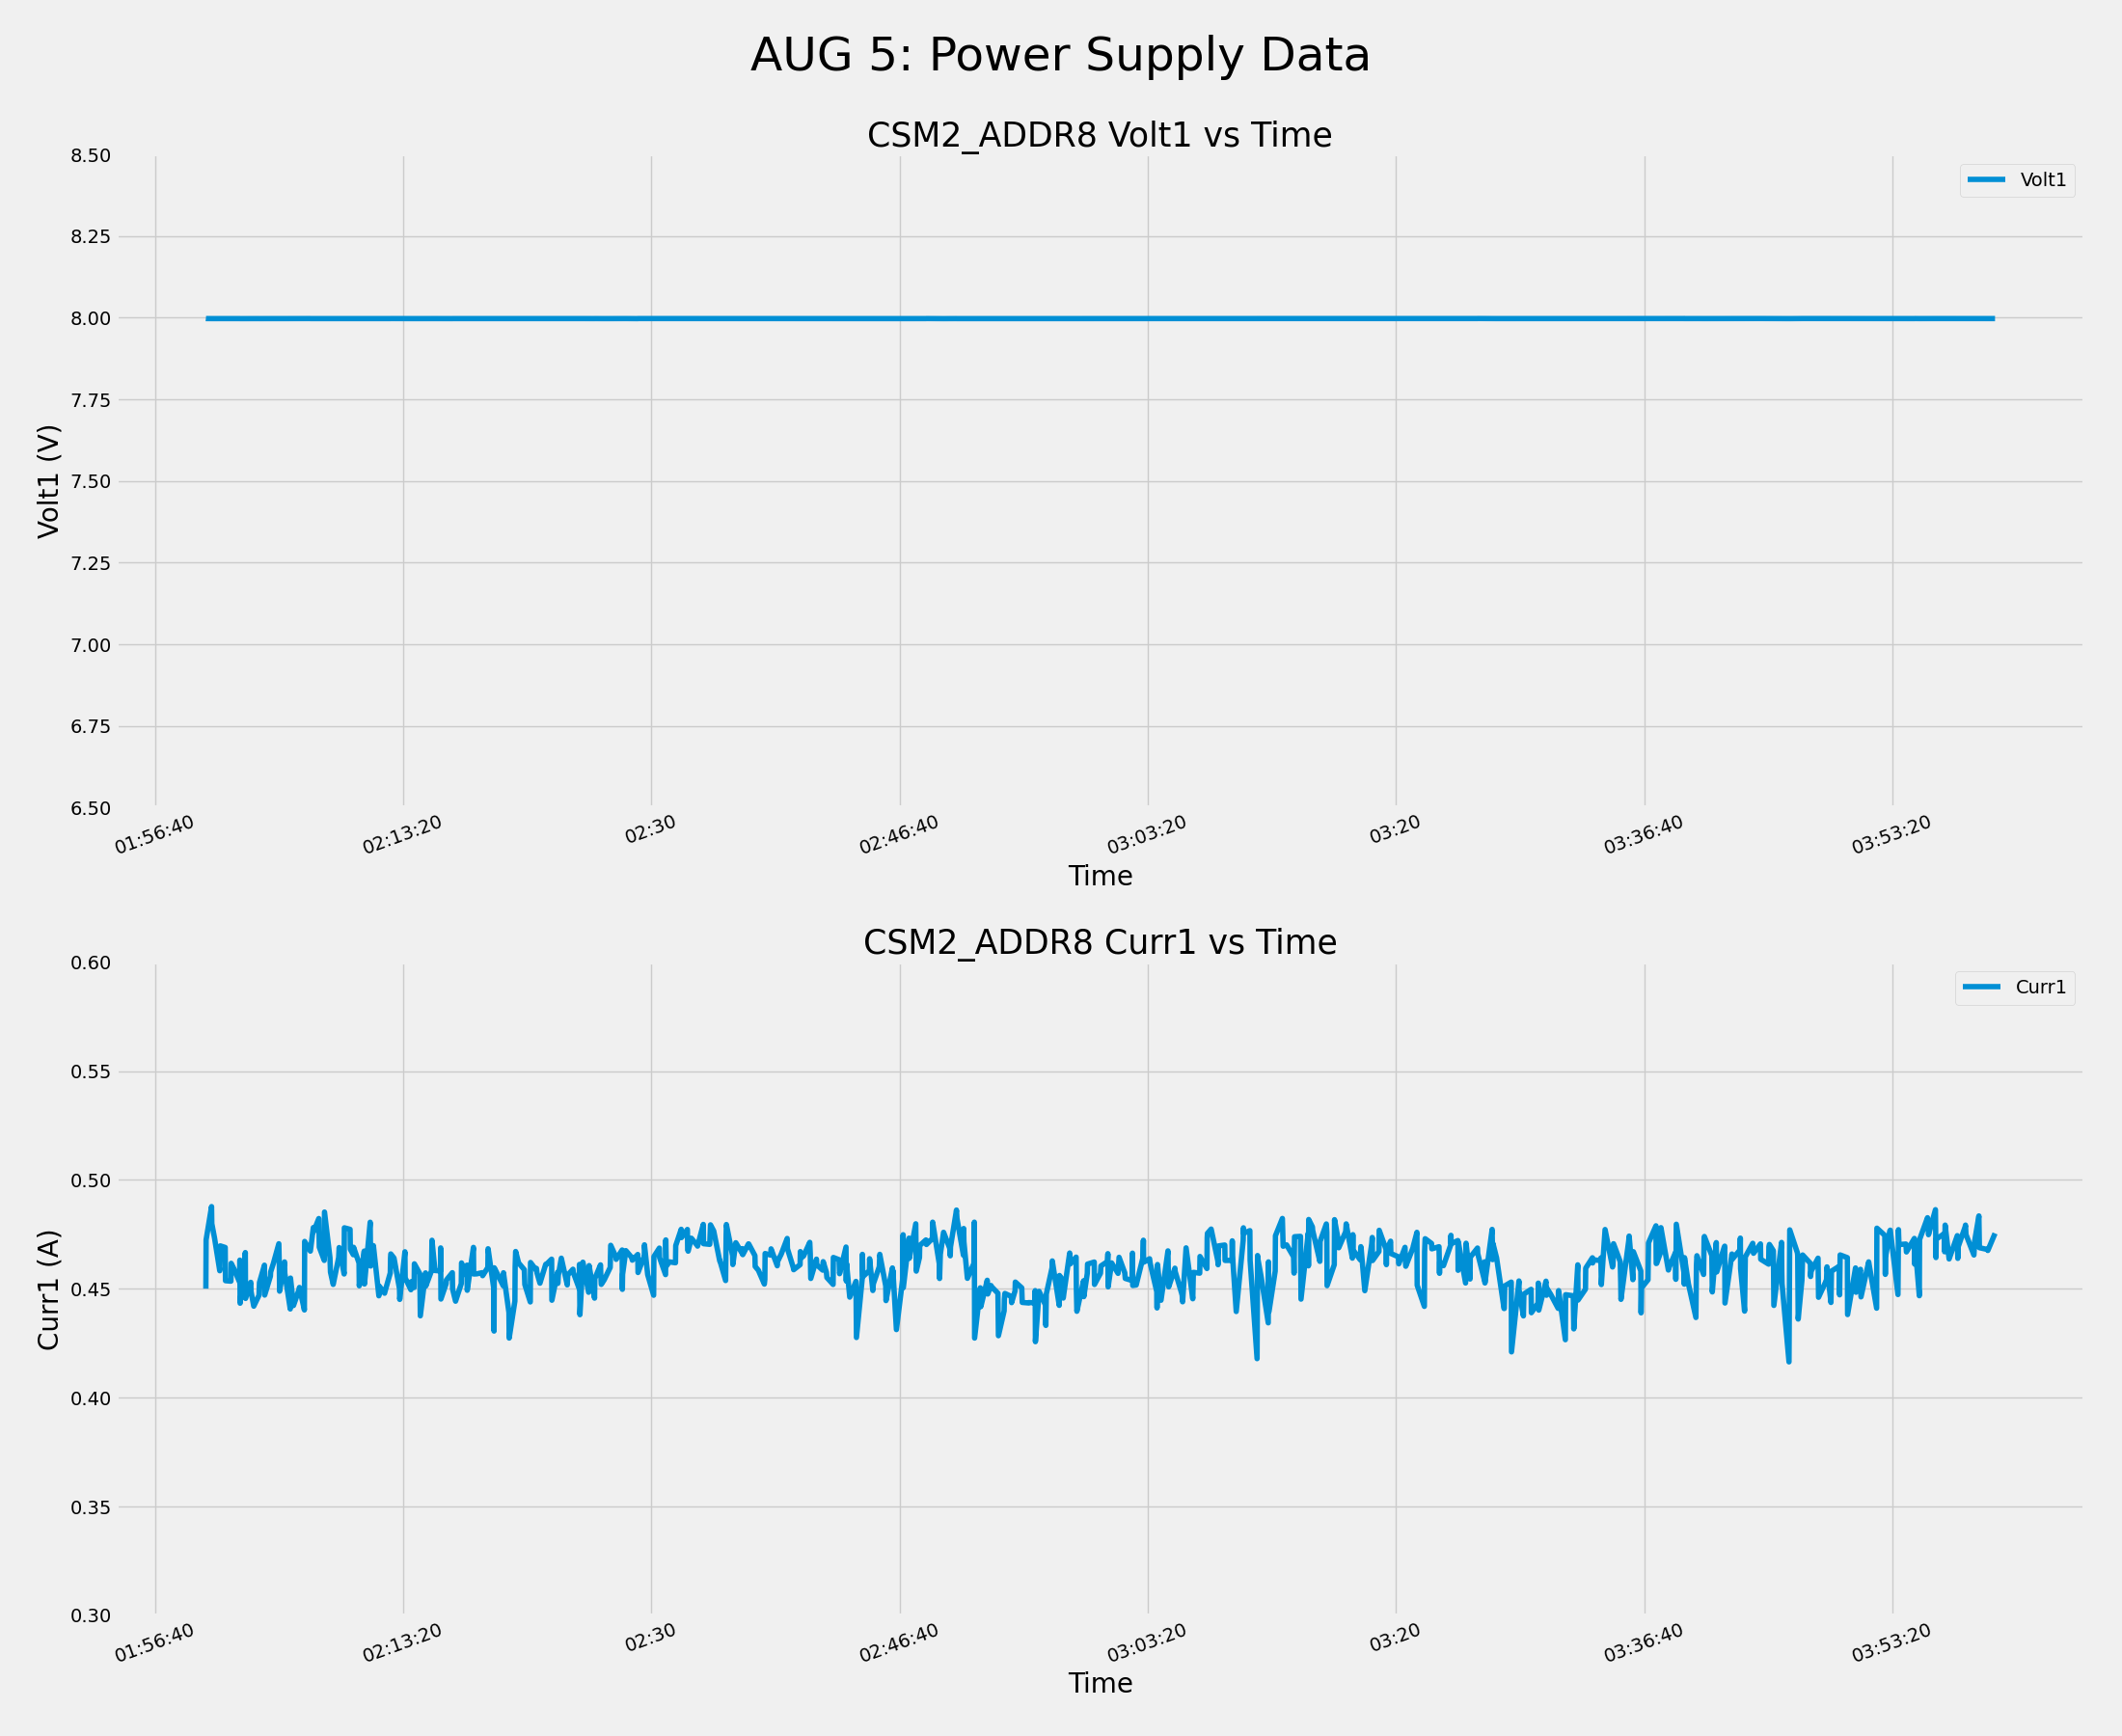 AUG 5: Power Supply Data
CSM2_ADDR8 Volt1 vs Time
Volt1
8.50
8.25
8.00
7.75
7.50
7.25
7.00
6.75
6.50
Volt1 (V)
01:56:40 02:13:20 02:30 02:46:40 03:03:20 03:20 03:36:40 03:53:20
Time
CSM2_ADDR8 Curr1 vs Time
Curr1
0.60
0.55
0.50
0.45
0.40
0.35
0.30
Curr1 (A)
01:56:40 02:13:20 02:30 02:46:40 03:03:20 03:20 03:36:40 03:53:20
Time